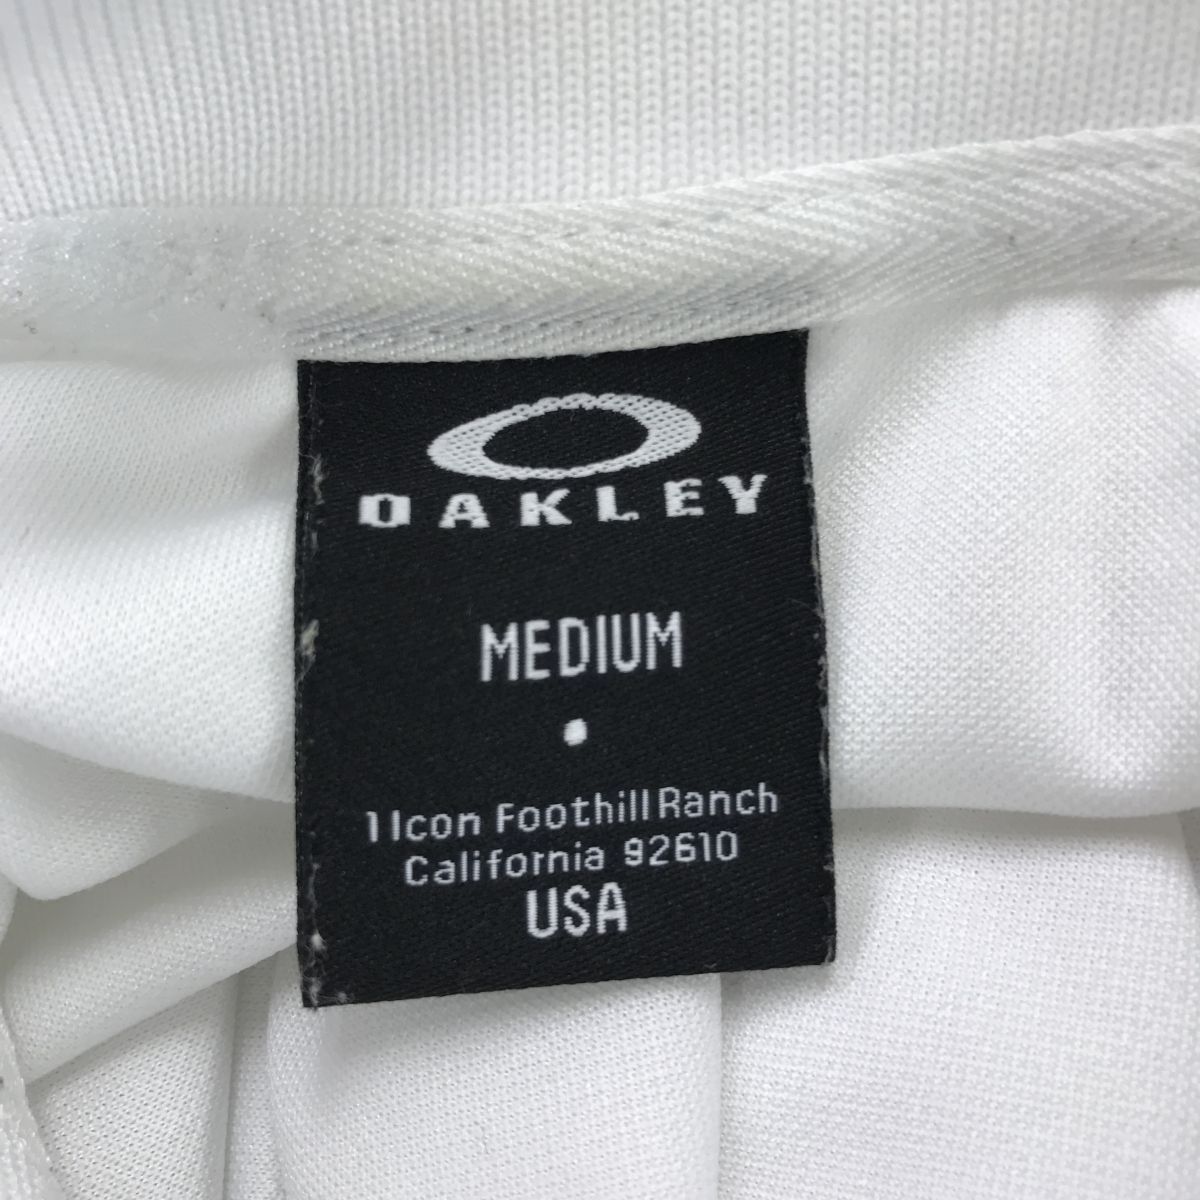 OAKLEY
MEDIUM
1 Icon Foothill Ranch
California 92610
USA